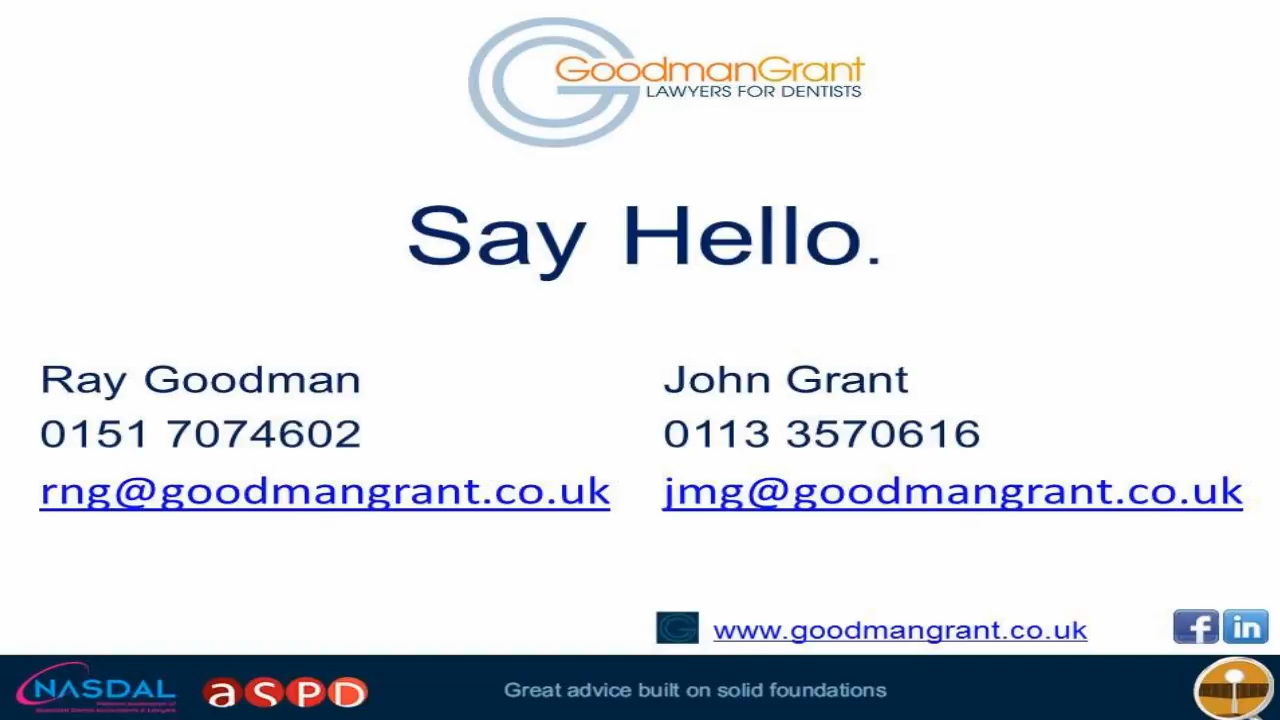 GoodmanGrant
LAWYERS FOR DENTISTS
Say Hello.
Ray Goodman
0151 7074602
rng@goodmangrant.co.uk
John Grant
0113 3570616
jmg@goodmangrant.co.uk
www.goodmangrant.co.uk
f in
NASDAL
aSPD
Great advice built on solid foundations